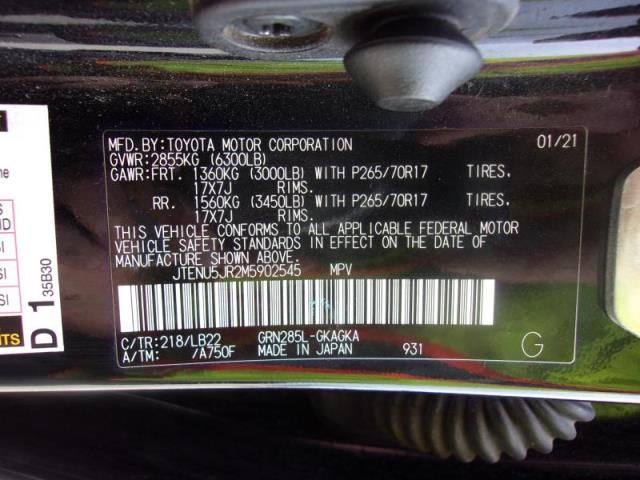 MFD.BY:TOYOTA MOTOR CORPORATION 01/21
GVWR:2855KG (6300LB)
GAWR:FRT. 1360KG (3000LB) WITH P265/70R17 TIRES,
17X7J RIMS.
RR. 1560KG (3450LB) WITH P265/70R17 TIRES,
17X7J RIMS.
THIS VEHICLE CONFORMS TO ALL APPLICABLE FEDERAL MOTOR
VEHICLE SAFETY STANDARDS IN EFFECT ON THE DATE OF
MANUFACTURE SHOWN ABOVE.
JTENU5JR2M5902545 MPV
C/TR:218/LB22 GRN285L-GKAGKA
A/TM: /A750F MADE IN JAPAN 931 G
D 1 35B30